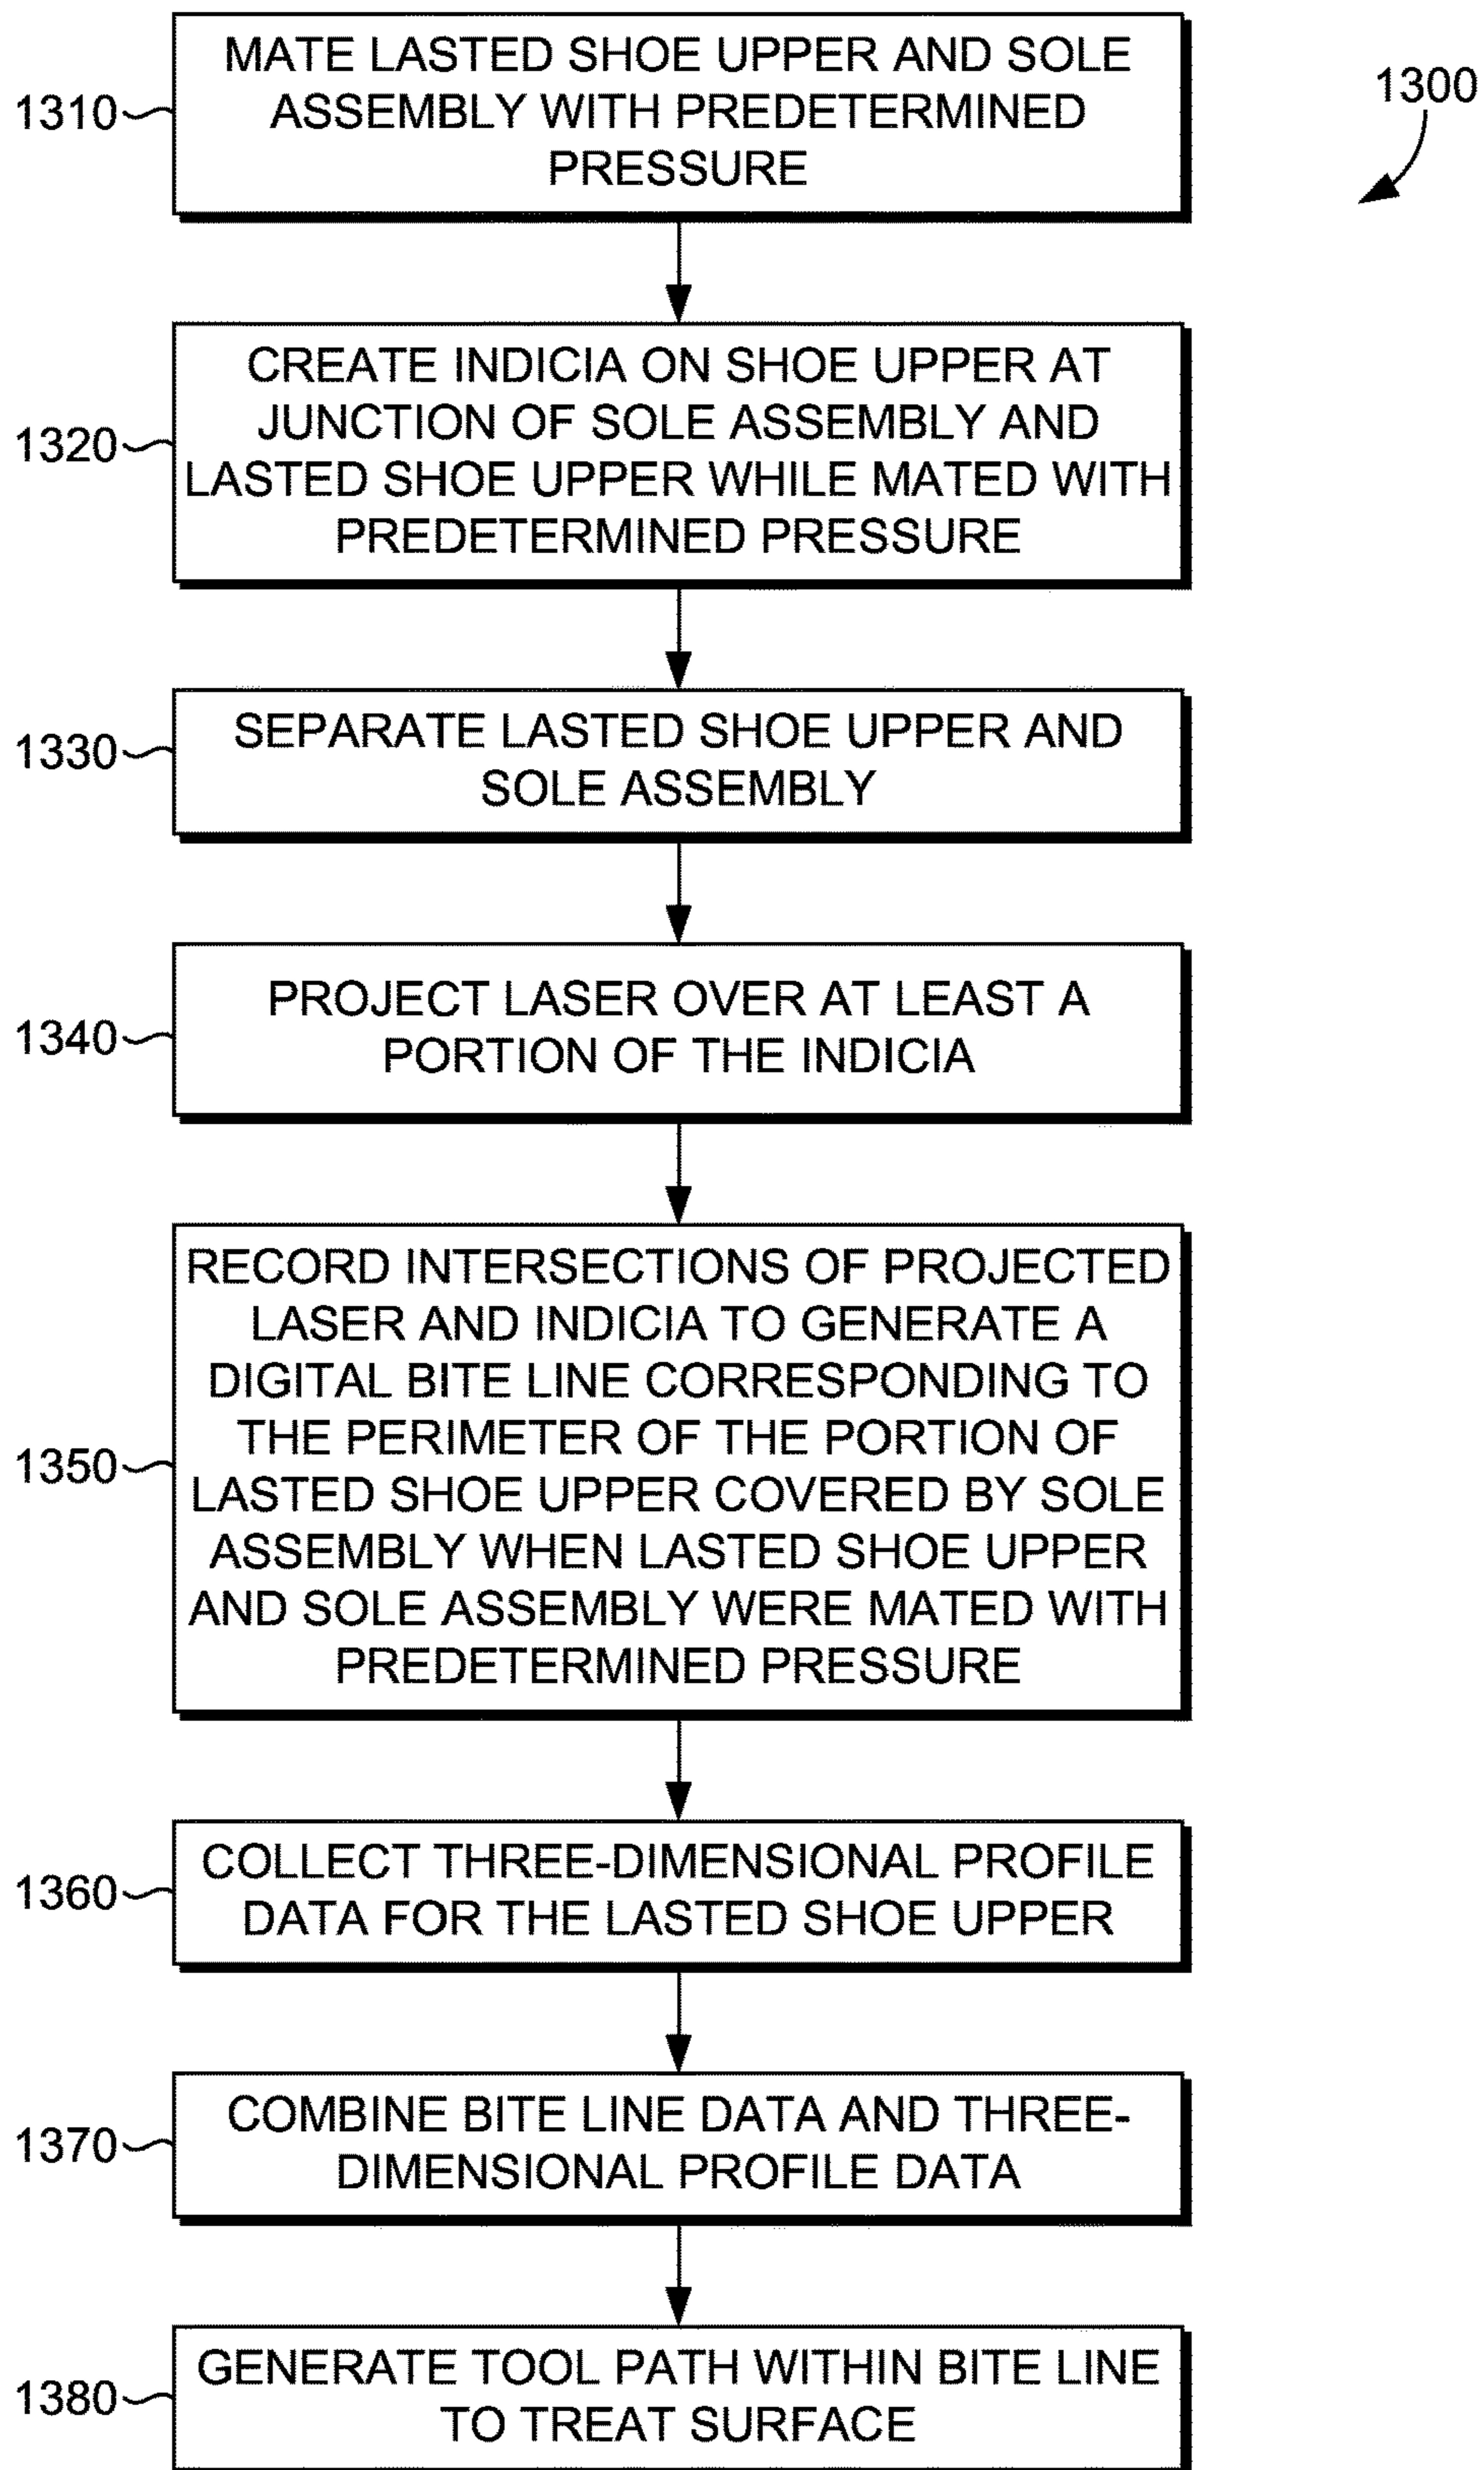 1300
1310
MATE LASTED SHOE UPPER AND SOLE
ASSEMBLY WITH PREDETERMINED
PRESSURE
1320
CREATE INDICIA ON SHOE UPPER AT
JUNCTION OF SOLE ASSEMBLY AND
LASTED SHOE UPPER WHILE MATED WITH
PREDETERMINED PRESSURE
1330
SEPARATE LASTED SHOE UPPER AND
SOLE ASSEMBLY
1340
PROJECT LASER OVER AT LEAST A
PORTION OF THE INDICIA
1350
RECORD INTERSECTIONS OF PROJECTED
LASER AND INDICIA TO GENERATE A
DIGITAL BITE LINE CORRESPONDING TO
THE PERIMETER OF THE PORTION OF
LASTED SHOE UPPER COVERED BY SOLE
ASSEMBLY WHEN LASTED SHOE UPPER
AND SOLE ASSEMBLY WERE MATED WITH
PREDETERMINED PRESSURE
1360
COLLECT THREE-DIMENSIONAL PROFILE
DATA FOR THE LASTED SHOE UPPER
1370
COMBINE BITE LINE DATA AND THREE-
DIMENSIONAL PROFILE DATA
1380
GENERATE TOOL PATH WITHIN BITE LINE
TO TREAT SURFACE